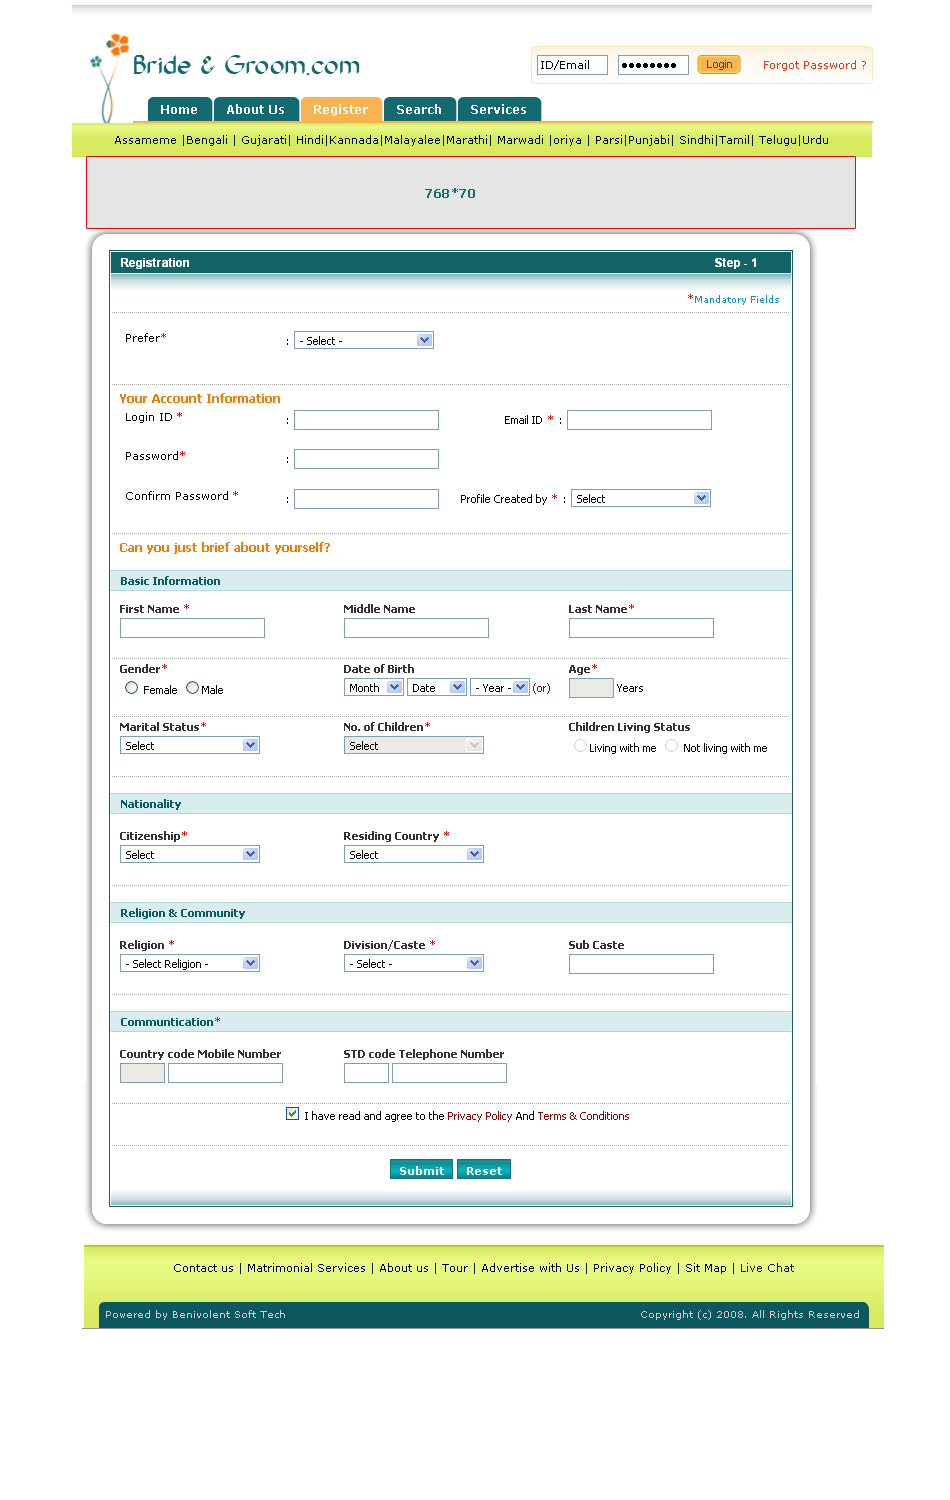 Bride & Groom.com
ID/Email Login Forgot Password ?
Home About Us Register Search Services
Assameme |Bengali | Gujarati| Hindi|Kannada|Malayalee|Marathi| Marwadi |oriya | Parsi|Punjabi| Sindhi|Tamil| Telugu|Urdu
768*70
Registration Step - 1
*Mandatory Fields
Prefer* : - Select -
Your Account Information
Login ID * : Email ID * :
Password* :
Confirm Password * : Profile Created by * : Select
Can you just brief about yourself?
Basic Information
First Name * Middle Name Last Name*
Gender* Date of Birth Age*
Female Male Month Date - Year - (or) Years
Marital Status* No. of Children* Children Living Status
Select Select Living with me Not living with me
Nationality
Citizenship* Residing Country *
Select Select
Religion & Community
Religion * Division/Caste * Sub Caste
- Select Religion - - Select -
Communtication*
Country code Mobile Number STD code Telephone Number
I have read and agree to the Privacy Policy And Terms & Conditions
Submit Reset
Contact us | Matrimonial Services | About us | Tour | Advertise with Us | Privacy Policy | Sit Map | Live Chat
Powered by Benivolent Soft Tech Copyright (c) 2008. All Rights Reserved